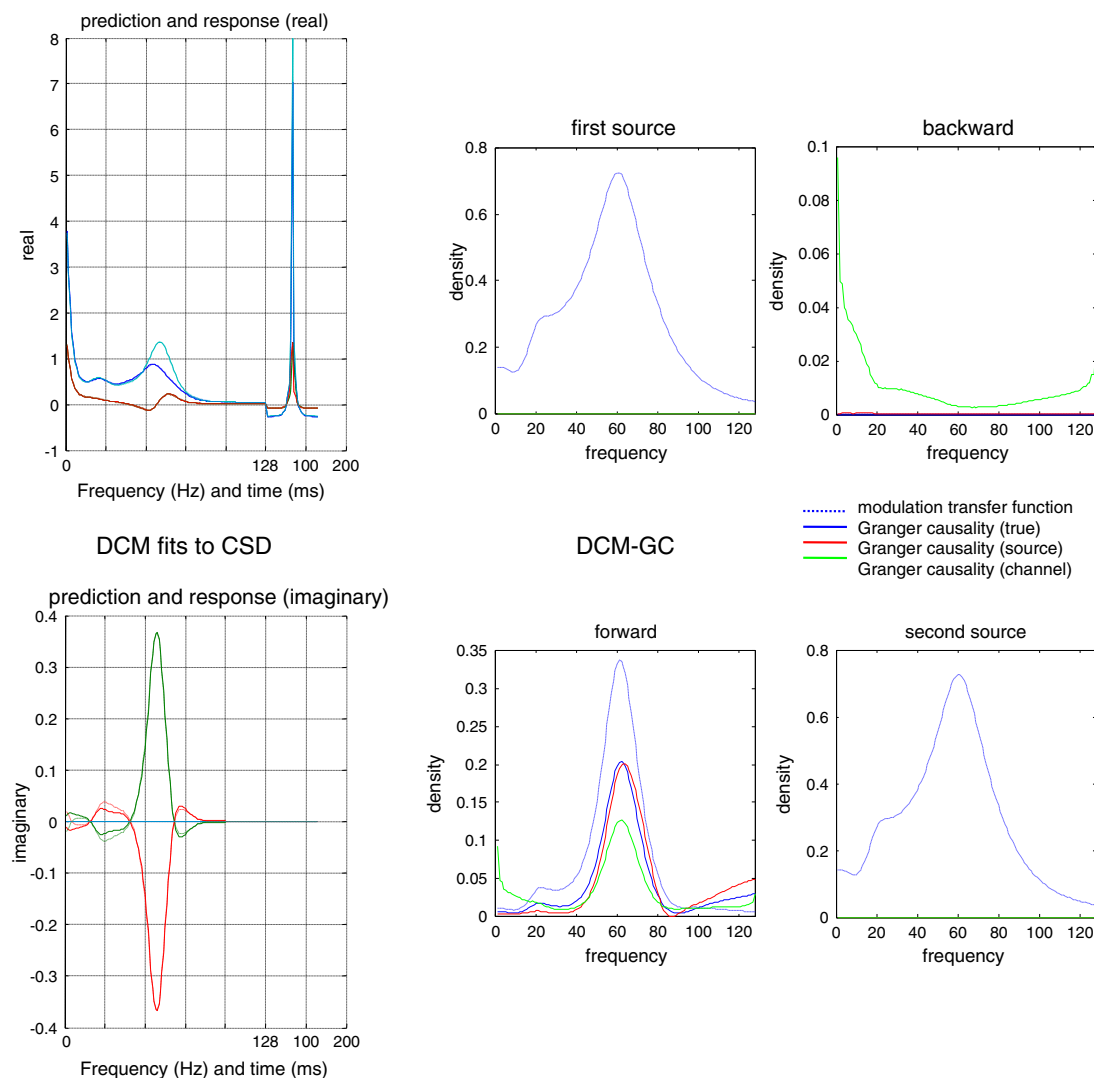 prediction and response (real)
8
7
6
5
4
3
2
1
0
-1
real
0
128
100
200
Frequency (Hz) and time (ms)
DCM fits to CSD
prediction and response (imaginary)
0.4
0.3
0.2
0.1
0
-0.1
-0.2
-0.3
-0.4
imaginary
0
128
100
200
Frequency (Hz) and time (ms)
first source
0.8
0.6
0.4
0.2
0
density
0 20 40 60 80 100 120
frequency
backward
0.1
0.08
0.06
0.04
0.02
0
density
0 20 40 60 80 100 120
frequency
DCM-GC
modulation transfer function
Granger causality (true)
Granger causality (source)
Granger causality (channel)
forward
0.35
0.3
0.25
0.2
0.15
0.1
0.05
0
density
0 20 40 60 80 100 120
frequency
second source
0.8
0.6
0.4
0.2
0
density
0 20 40 60 80 100 120
frequency